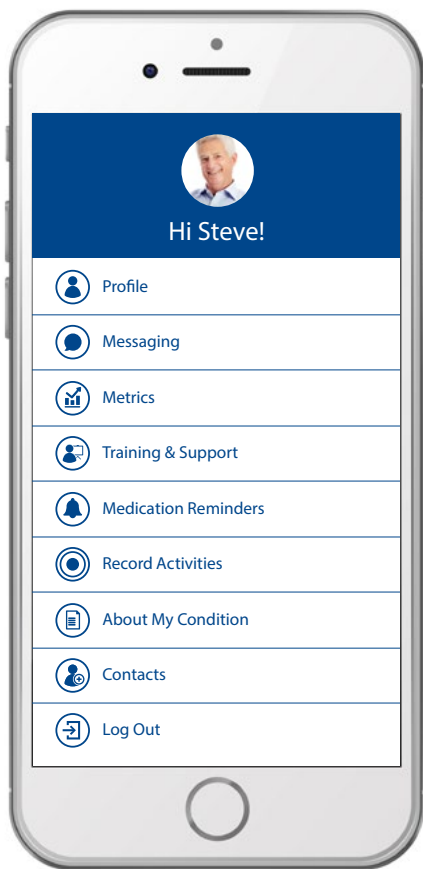 Hi Steve!
Profile
Messaging
Metrics
Training & Support
Medication Reminders
Record Activities
About My Condition
Contacts
Log Out